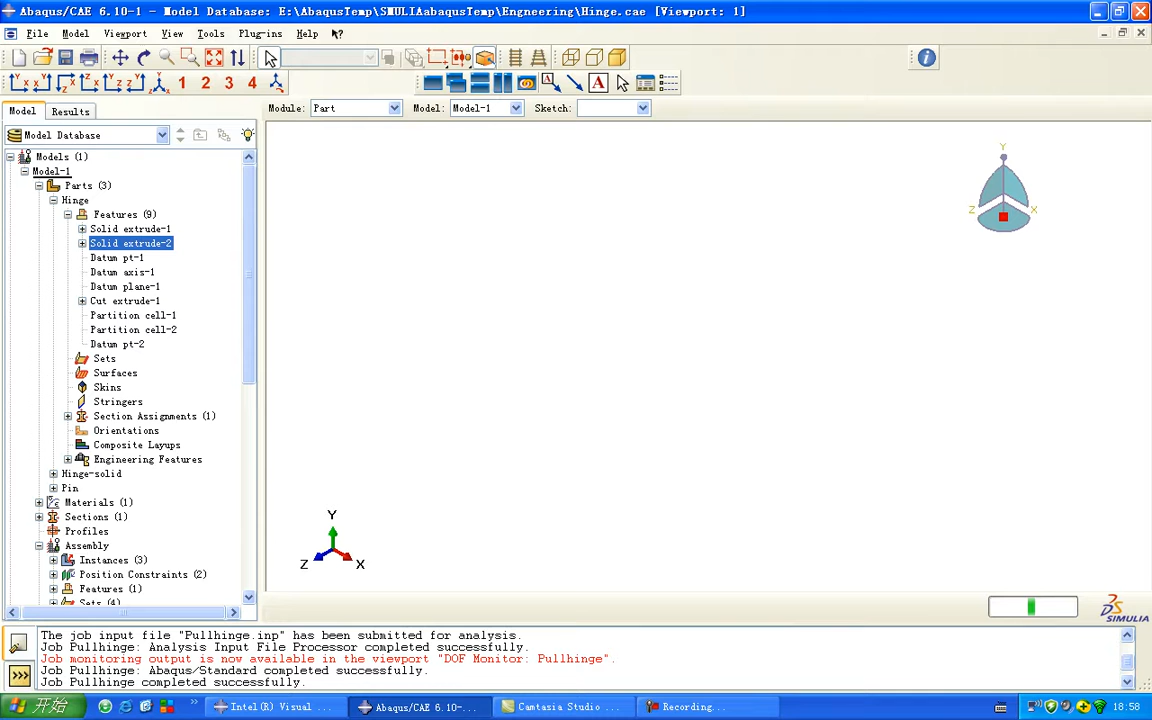 Abaqus/CAE 6.10-1 - Model Database: E:\AbaqusTemp\SMULIAabaqusTemp\Engneering\Hinge.cae [Viewport: 1]
File Model Viewport View Tools Plug-ins Help
1 2 3 4
A
Model Results
Module: Part Model: Model-1 Sketch:
Model Database
Models (1)
Model-1
Parts (3)
Hinge
Features (9)
Solid extrude-1
Solid extrude-2
Datum pt-1
Datum axis-1
Datum plane-1
Cut extrude-1
Partition cell-1
Partition cell-2
Datum pt-2
Sets
Surfaces
Skins
Stringers
Section Assignments (1)
Orientations
Composite Layups
Engineering Features
Hinge-solid
Pin
Materials (1)
Sections (1)
Profiles
Assembly
Instances (3)
Position Constraints (2)
Features (1)
Sets (4)
Y
Z X
Y
Z X
SIMULIA
The job input file "Pullhinge.inp" has been submitted for analysis.
Job Pullhinge: Analysis Input File Processor completed successfully.
Job monitoring output is now available in the viewport "DOF Monitor: Pullhinge".
Job Pullhinge: Abaqus/Standard completed successfully.
Job Pullhinge completed successfully.
开始 Intel(R) Visual ... Abaqus/CAE 6.10-... Camtasia Studio ... Recording... 18:58